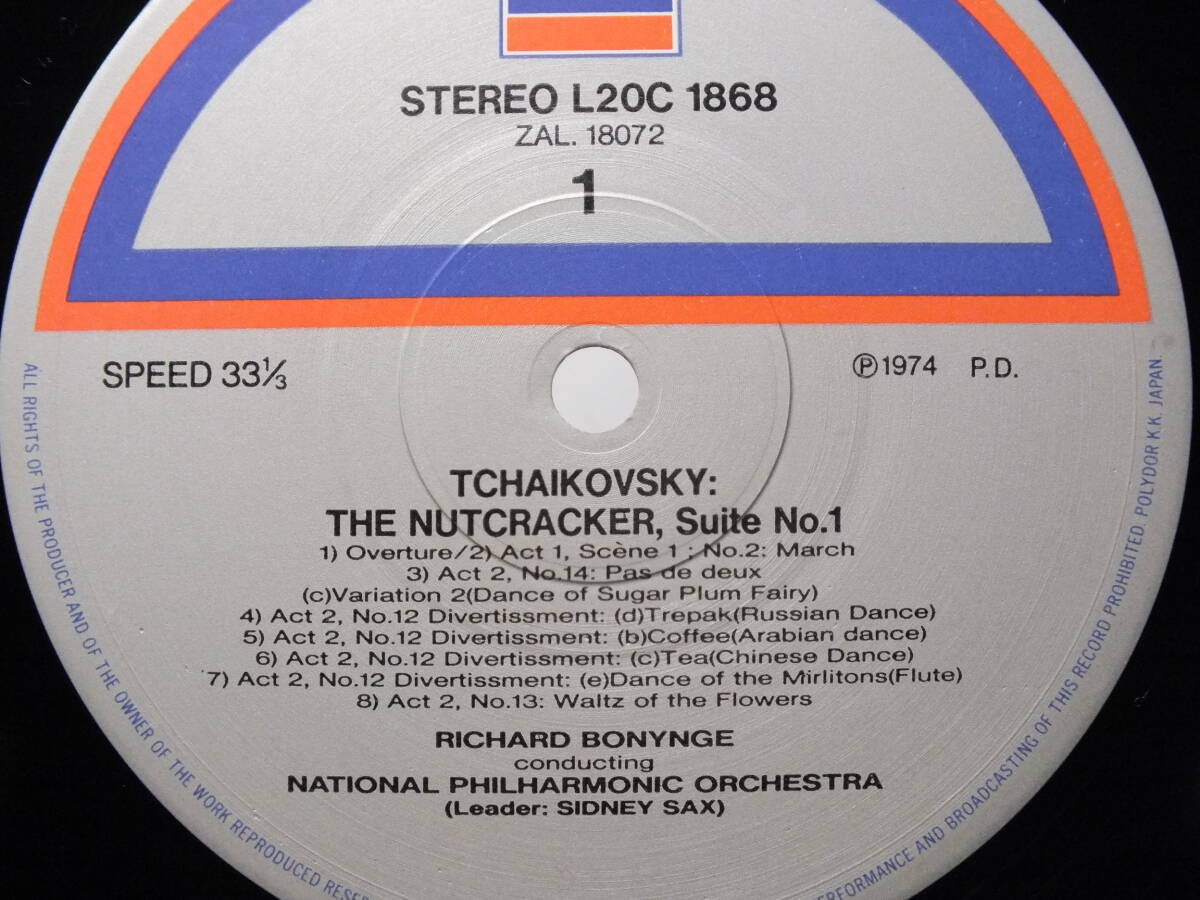 STEREO L20C 1868
ZAL. 18072
1
SPEED 33⅓
Ⓟ1974 P.D.
TCHAIKOVSKY:
THE NUTCRACKER, Suite No.1
1) Overture/2) Act 1, Scène 1 : No.2: March
3) Act 2, No.14: Pas de deux
(c)Variation 2(Dance of Sugar Plum Fairy)
4) Act 2, No.12 Divertissment: (d)Trepak(Russian Dance)
5) Act 2, No.12 Divertissment: (b)Coffee(Arabian dance)
6) Act 2, No.12 Divertissment: (c)Tea(Chinese Dance)
7) Act 2, No.12 Divertissment: (e)Dance of the Mirlitons(Flute)
8) Act 2, No.13: Waltz of the Flowers
RICHARD BONYNGE
conducting
NATIONAL PHILHARMONIC ORCHESTRA
(Leader: SIDNEY SAX)
ALL RIGHTS OF THE PRODUCER AND OF THE OWNER OF THE WORK REPRODUCED
PERFORMANCE AND BROADCASTING OF THIS RECORD PROHIBITED. POLYDOR K.K. JAPAN.